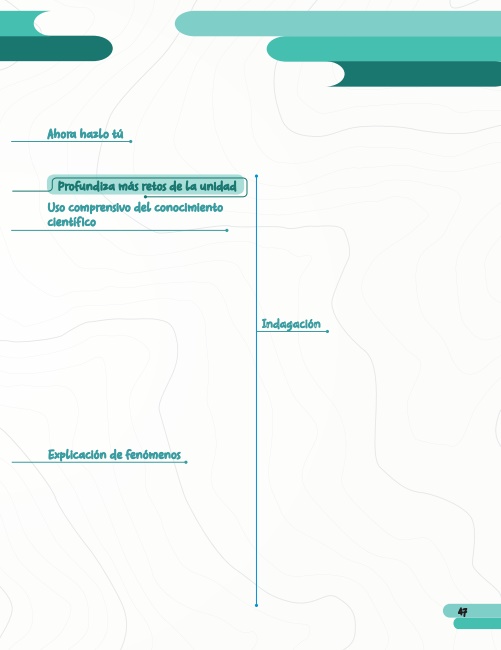 Ahora hazlo tú
Profundiza más retos de la unidad
Uso comprensivo del conocimiento
científico
Explicación de fenómenos
Indagación
47